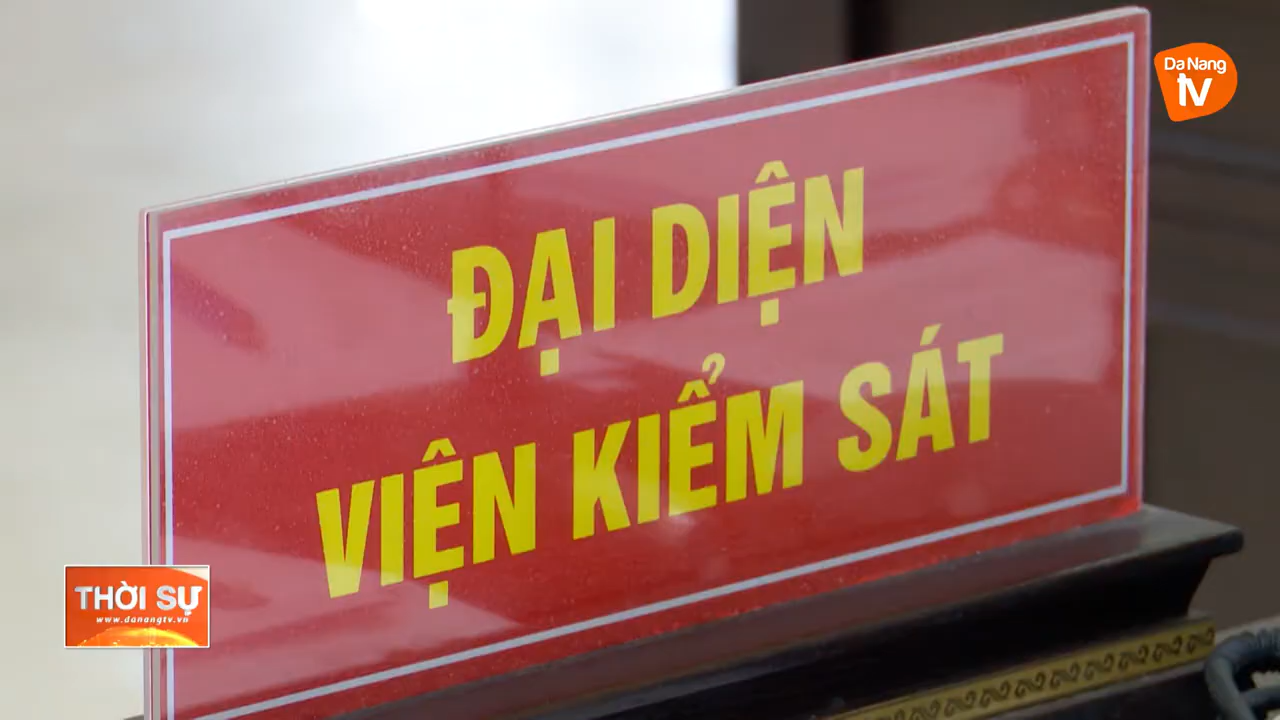 Da Nang
tv
ĐẠI DIỆN
VIỆN KIỂM SÁT
THỜI SỰ
www.danangtv.vn